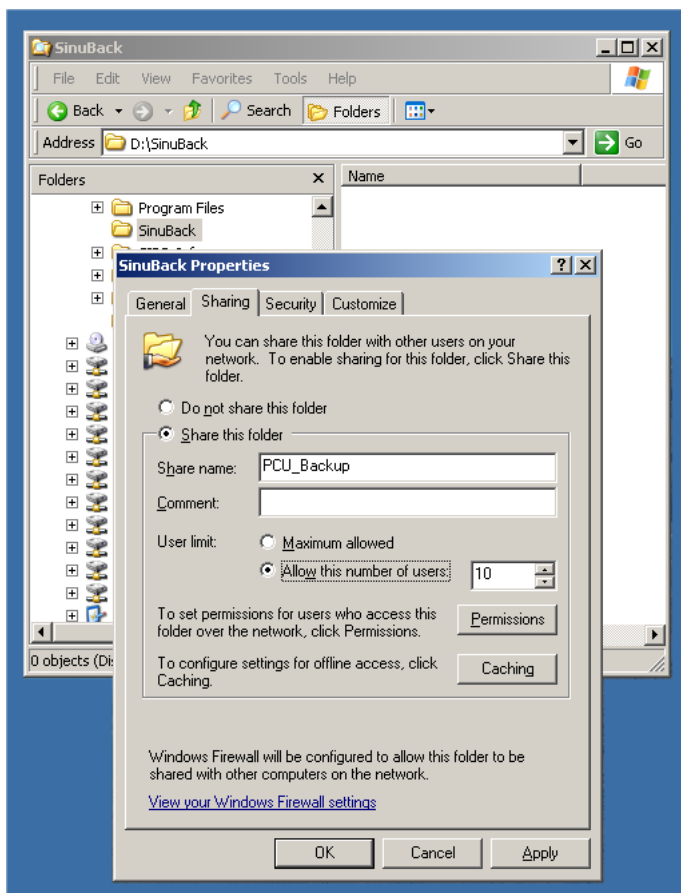 SinuBack
File Edit View Favorites Tools Help
Back Search Folders
Address D:\SinuBack Go
Folders x Name
Program Files
SinuBack
SinuBack Properties
General Sharing Security Customize
You can share this folder with other users on your
network. To enable sharing for this folder, click Share this
folder.
Do not share this folder
Share this folder
Share name: PCU_Backup
Comment:
User limit: Maximum allowed
Allow this number of users: 10
To set permissions for users who access this
folder over the network, click Permissions.
Permissions
To configure settings for offline access, click
Caching.
Caching
0 objects (Di
Windows Firewall will be configured to allow this folder to be
shared with other computers on the network.
View your Windows Firewall settings
OK Cancel Apply